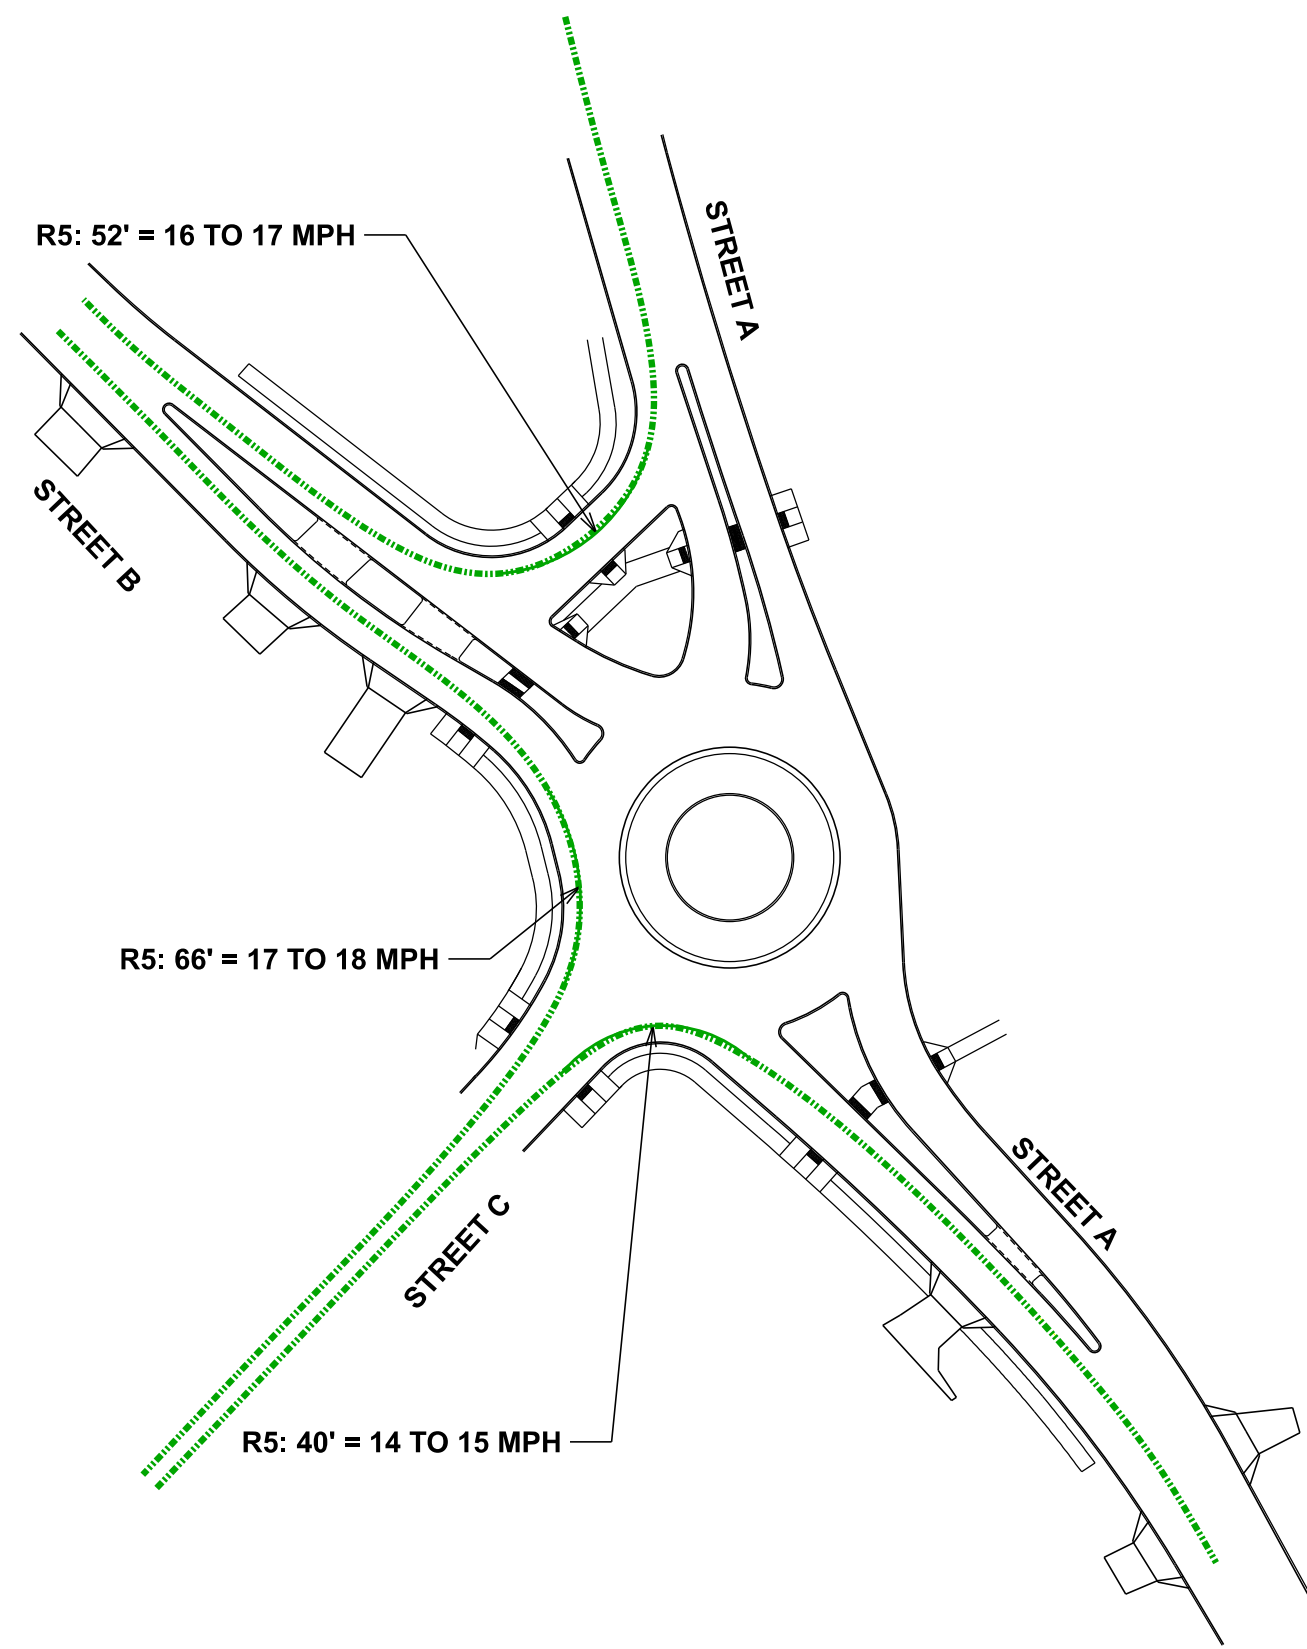 STREET A
R5: 52' = 16 TO 17 MPH
STREET B
R5: 66' = 17 TO 18 MPH
STREET A
STREET C
R5: 40' = 14 TO 15 MPH